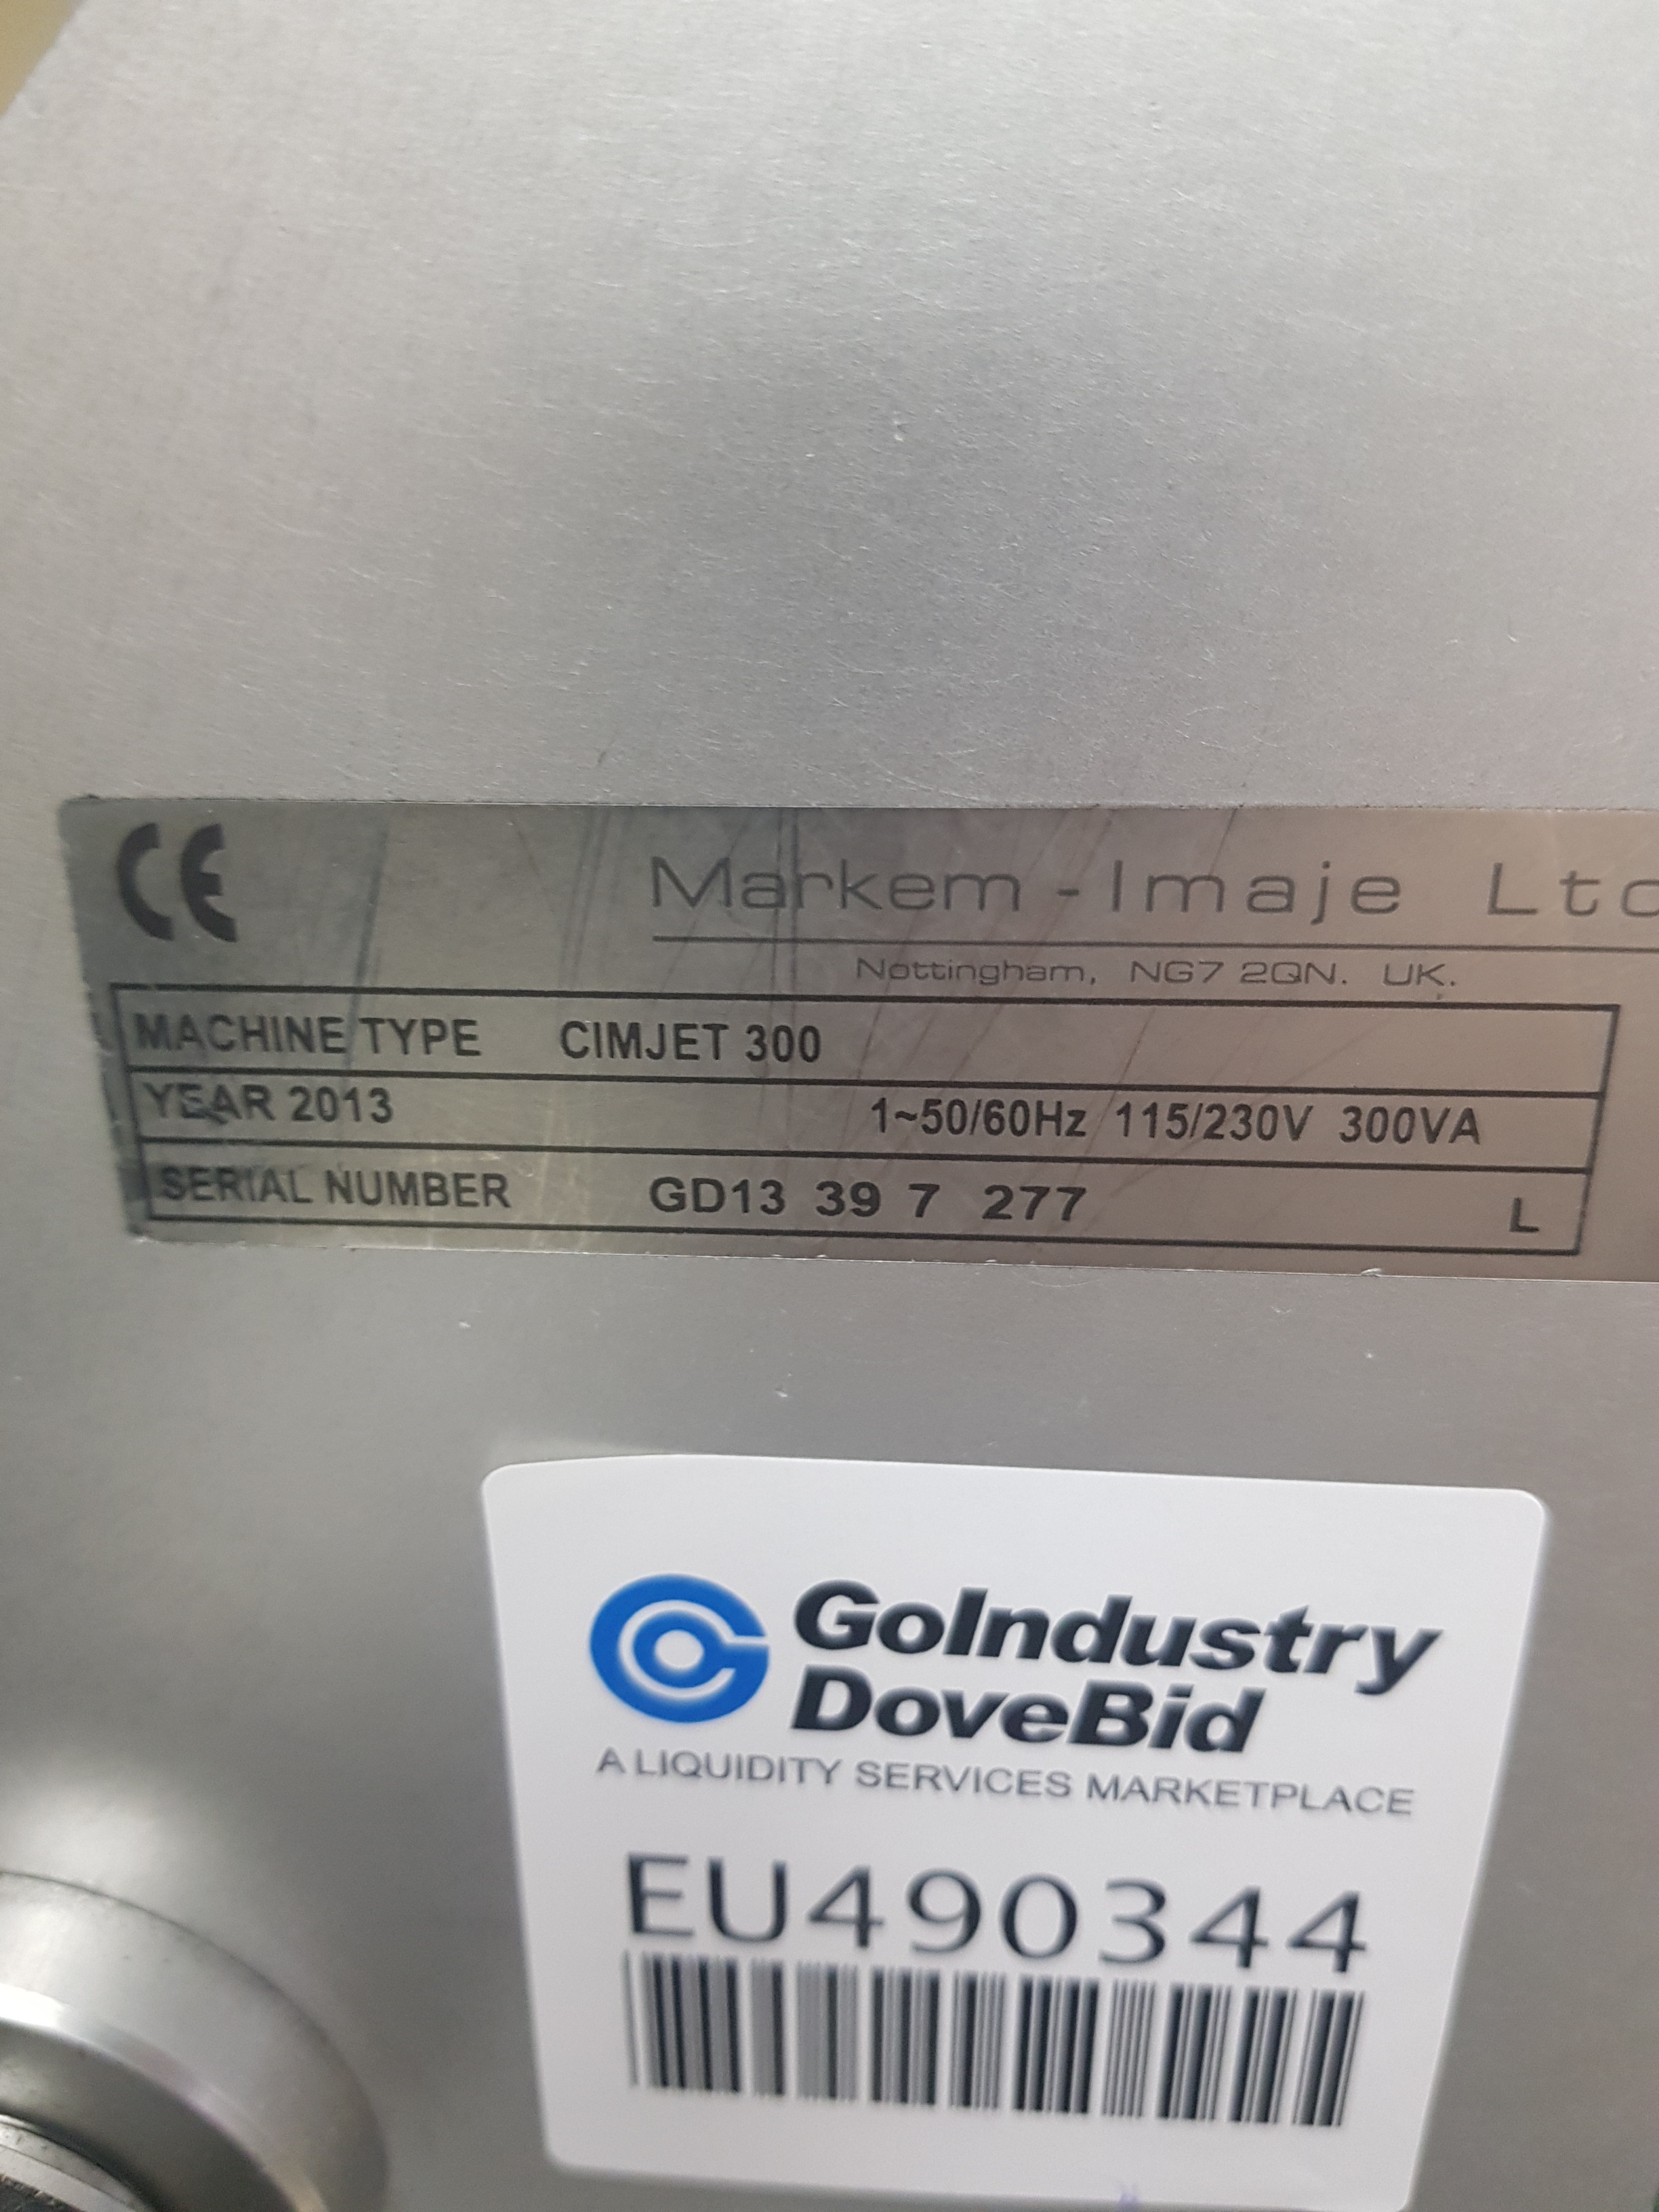 CE
Markem-Imaje Ltd
Nottingham, NG7 2QN. UK.
MACHINE TYPE CIMJET 300
YEAR 2013 1~50/60Hz 115/230V 300VA
SERIAL NUMBER GD13 39 7 277 L
GoIndustry
DoveBid
A LIQUIDITY SERVICES MARKETPLACE
EU490344